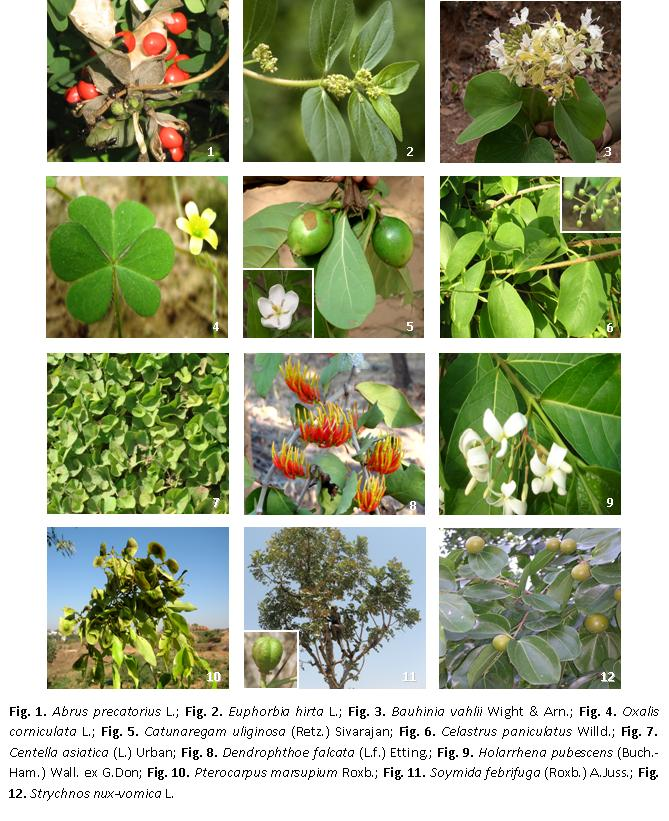 1
2
3
4
5
6
7
8
9
10
11
12
Fig. 1. Abrus precatorius L.; Fig. 2. Euphorbia hirta L.; Fig. 3. Bauhinia vahlii Wight & Arn.; Fig. 4. Oxalis
corniculata L.; Fig. 5. Catunaregam uliginosa (Retz.) Sivarajan; Fig. 6. Celastrus paniculatus Willd.; Fig. 7.
Centella asiatica (L.) Urban; Fig. 8. Dendrophthoe falcata (L.f.) Etting.; Fig. 9. Holarrhena pubescens (Buch.-
Ham.) Wall. ex G.Don; Fig. 10. Pterocarpus marsupium Roxb.; Fig. 11. Soymida febrifuga (Roxb.) A.Juss.; Fig.
12. Strychnos nux-vomica L.